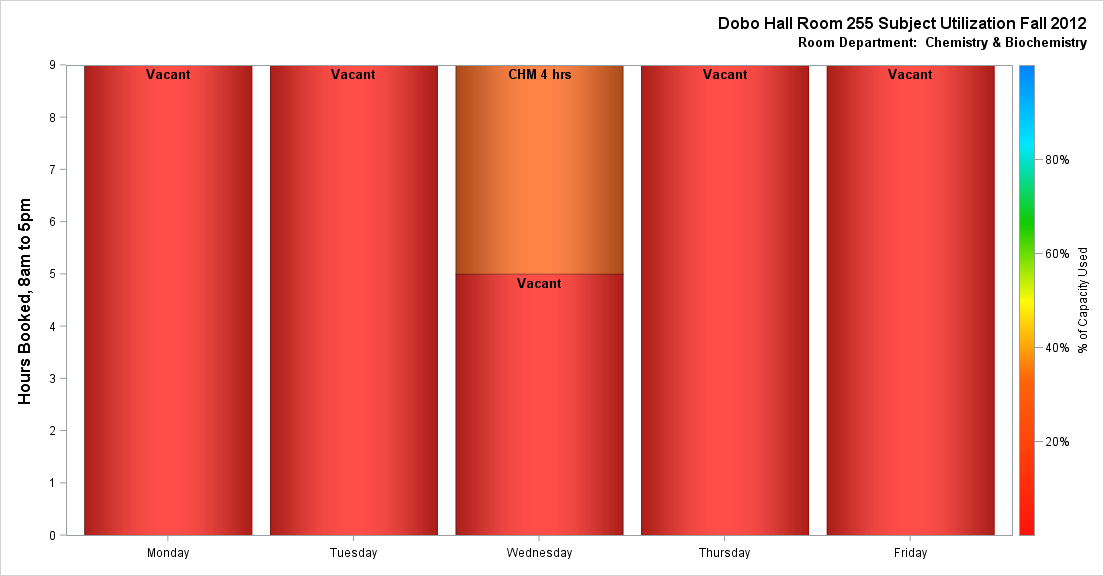 Dobo Hall Room 255 Subject Utilization Fall 2012
Room Department:  Chemistry & Biochemistry
Hours Booked, 8am to 5pm
9
8
7
6
5
4
3
2
1
0
Vacant
Vacant
CHM 4 hrs
Vacant
Vacant
Vacant
Monday
Tuesday
Wednesday
Thursday
Friday
80%
60%
40%
20%
% of Capacity Used